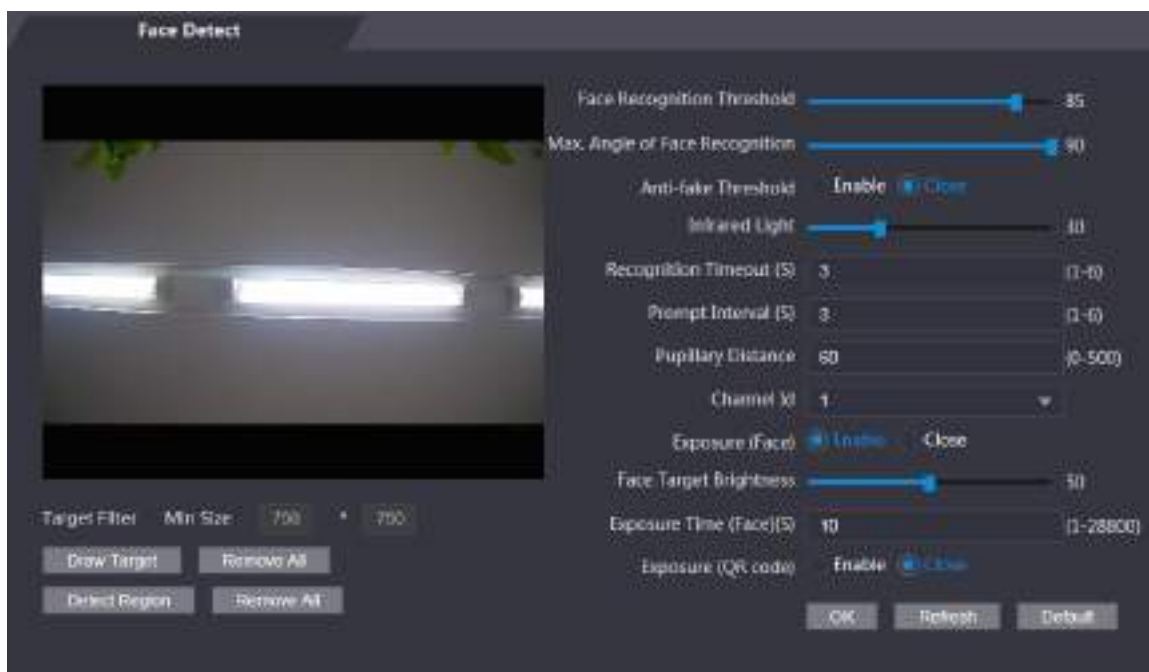 Face Detect
Face Recognition Threshold 85
Max. Angle of Face Recognition 90
Anti-fake Threshold Enable Close
Infrared Light 30
Recognition Timeout (S) 3 (1-6)
Prompt Interval (S) 3 (1-6)
Pupillary Distance 60 (0-500)
Channel Id 1
Exposure (Face) Enable Close
Face Target Brightness 50
Target Filter Min Size 750 * 750
Exposure Time (Face)(S) 10 (1-28800)
Draw Target Remove All
Exposure (QR code) Enable Close
Detect Region Remove All
OK Refresh Default